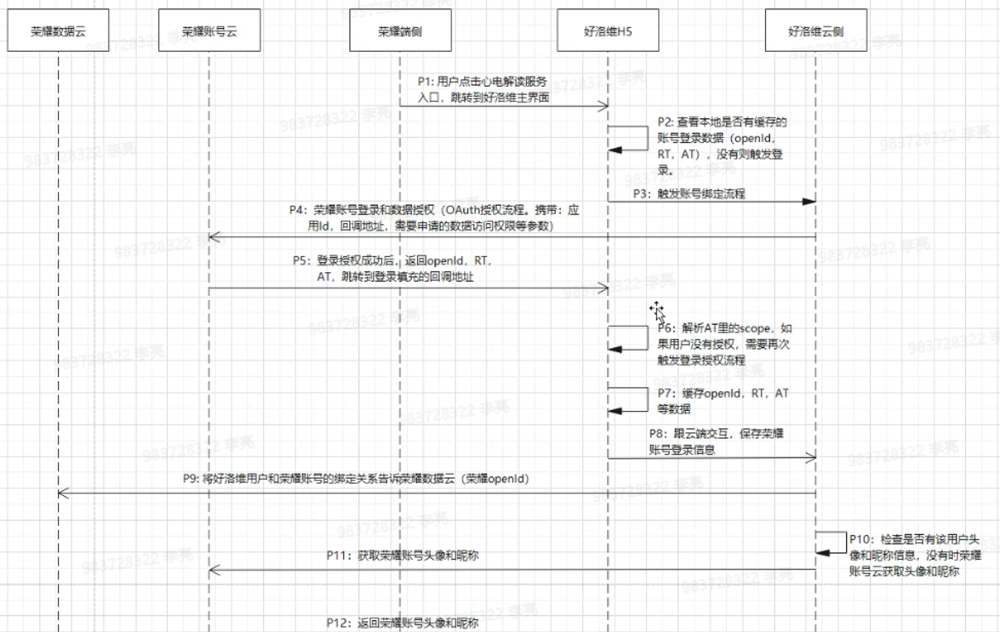 荣耀数据云
荣耀账号云
荣耀端侧
好洛维H5
好洛维云侧
P1: 用户点击心电解读服务
入口，跳转到好洛维主界面
P2: 查看本地是否有缓存的
账号登录数据（openId,
RT，AT），没有则触发登
录。
P3：触发账号绑定流程
P4：荣耀账号登录和数据授权（OAuth授权流程。携带：应
用Id，回调地址，需要申请的数据访问权限等参数）
P5：登录授权成功后，返回openId，RT，
AT，跳转到登录填充的回调地址
P6：解析AT里的scope，如
果用户没有授权，需要再次
触发登录授权流程
P7：缓存openId，RT，AT
等数据
P8：跟云端交互，保存荣耀
账号登录信息
P9: 将好洛维用户和荣耀账号的绑定关系告诉荣耀数据云（荣耀openId）
P10：检查是否有该用户头
像和昵称信息，没有时荣耀
账号云获取头像和昵称
P11：获取荣耀账号头像和昵称
P12：返回荣耀账号头像和昵称
983728322 李亮